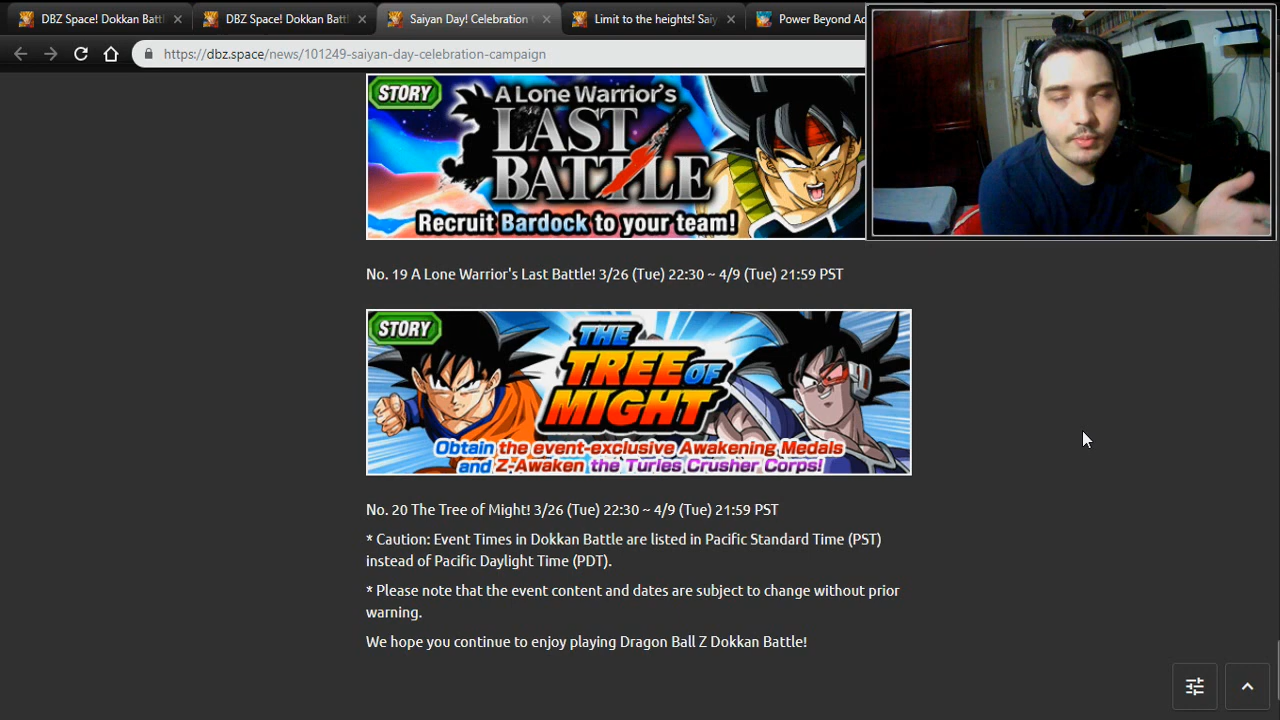 DBZ Space! Dokkan Batt
DBZ Space! Dokkan Battl
Saiyan Day! Celebration
Limit to the heights! Saiy
Power Beyond Ac
https://dbz.space/news/101249-saiyan-day-celebration-campaign
STORY
A LONE WARRIOR'S
LAST
BATTLE
Recruit Bardock to your team!
No. 19 A Lone Warrior's Last Battle! 3/26 (Tue) 22:30 ~ 4/9 (Tue) 21:59 PST
STORY
THE
TREE OF
MIGHT
Obtain the event-exclusive Awakening Medals
and Z-Awaken the Turles Crusher Corps!
No. 20 The Tree of Might! 3/26 (Tue) 22:30 ~ 4/9 (Tue) 21:59 PST
* Caution: Event Times in Dokkan Battle are listed in Pacific Standard Time (PST)
instead of Pacific Daylight Time (PDT).
* Please note that the event content and dates are subject to change without prior
warning.
We hope you continue to enjoy playing Dragon Ball Z Dokkan Battle!